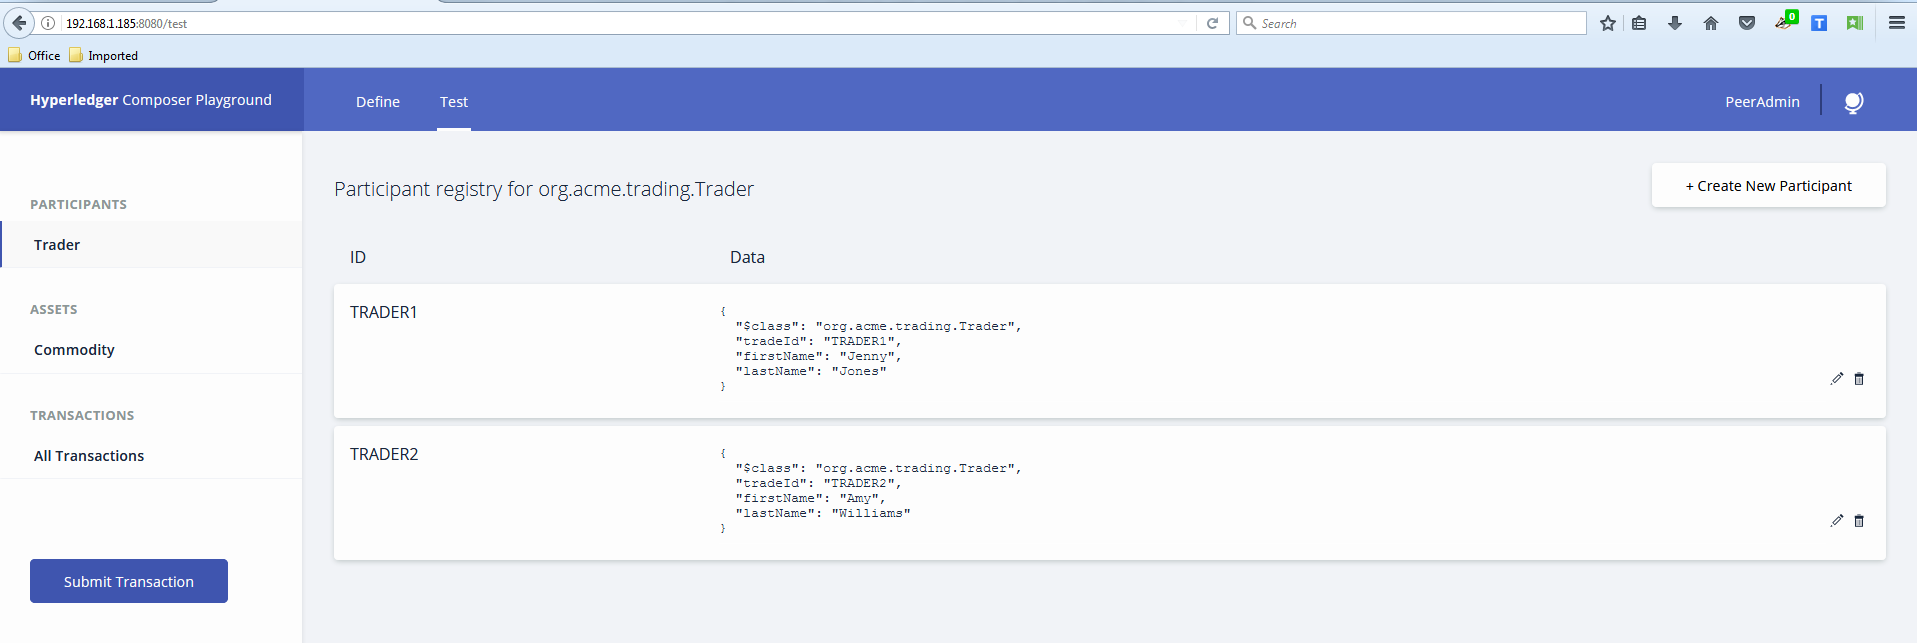 192.168.1.185:8080/test
Search
0
T
Office Imported
Hyperledger Composer Playground
Define Test
PeerAdmin
PARTICIPANTS
Trader
ASSETS
Commodity
TRANSACTIONS
All Transactions
Submit Transaction
Participant registry for org.acme.trading.Trader
+ Create New Participant
ID Data
TRADER1
{
"$class": "org.acme.trading.Trader",
"tradeId": "TRADER1",
"firstName": "Jenny",
"lastName": "Jones"
}
TRADER2
{
"$class": "org.acme.trading.Trader",
"tradeId": "TRADER2",
"firstName": "Amy",
"lastName": "Williams"
}